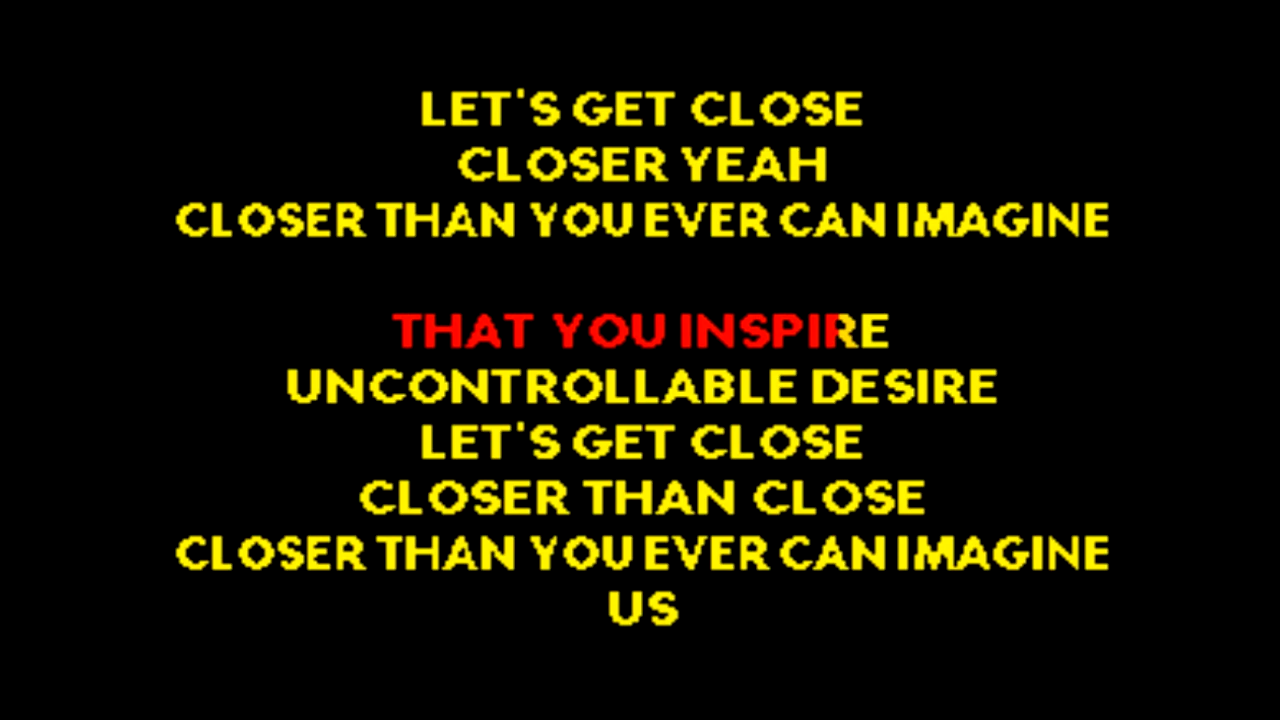 LET'S GET CLOSE
CLOSER YEAH
CLOSER THAN YOU EVER CAN IMAGINE
THAT YOU INSPIRE
UNCONTROLLABLE DESIRE
LET'S GET CLOSE
CLOSER THAN CLOSE
CLOSER THAN YOU EVER CAN IMAGINE
US